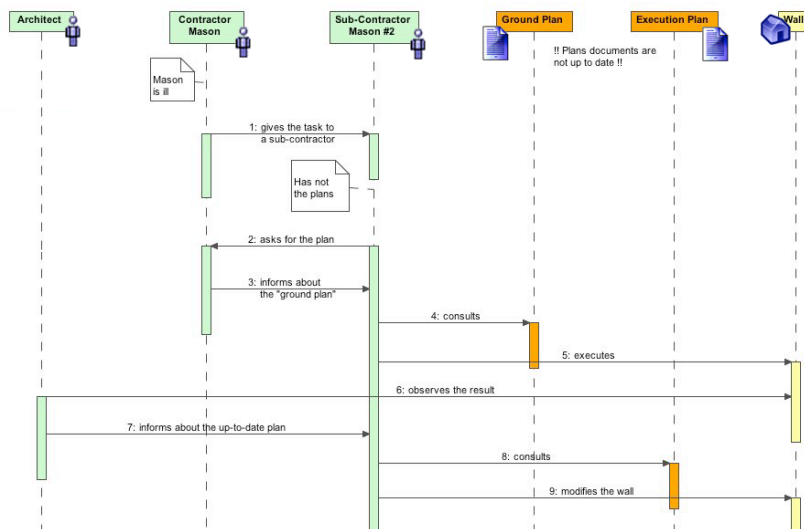 Architect
Contractor
Mason
Sub-Contractor
Mason #2
Ground Plan
Execution Plan
Wall
!! Plans documents are
not up to date !!
Mason
is ill
1: gives the task to
a sub-contractor
Has not
the plans
2: asks for the plan
3: informs about
the "ground plan"
4: consults
5: executes
6: observes the result
7: informs about the up-to-date plan
8: consults
9: modifies the wall